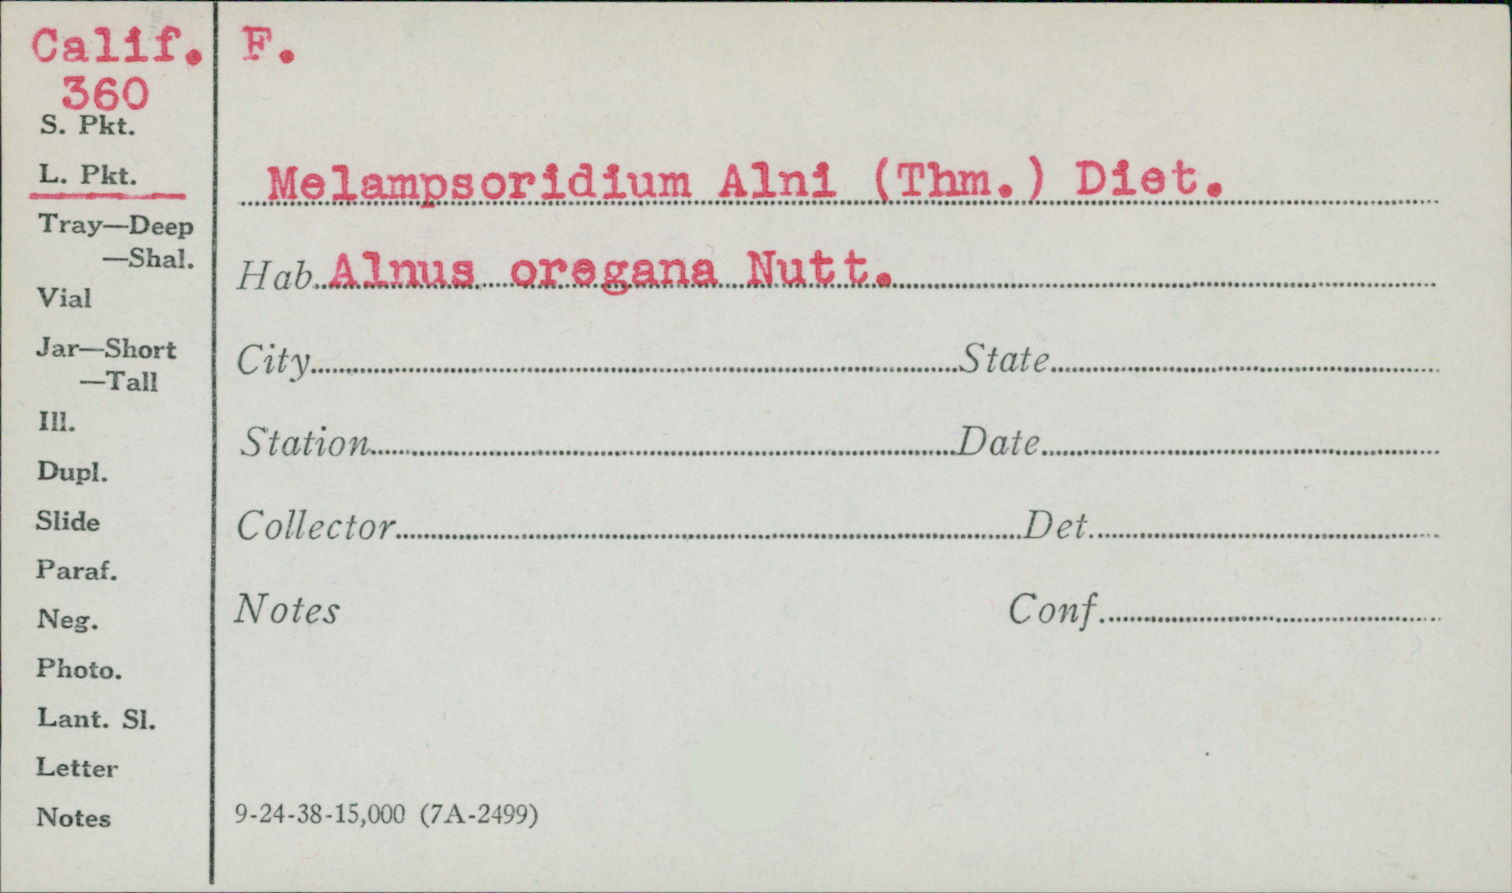 Calif. F.
360
S. Pkt.
L. Pkt.
Melampsoridium Alni (Thm.) Diet.
Tray—Deep
—Shal.
Hab. Alnus oregana Nutt.
Vial
Jar—Short
—Tall
City State
Ill.
Station Date
Dupl.
Slide
Collector Det.
Paraf.
Neg.
Notes Conf.
Photo.
Lant. Sl.
Letter
Notes
9-24-38-15,000 (7A-2499)